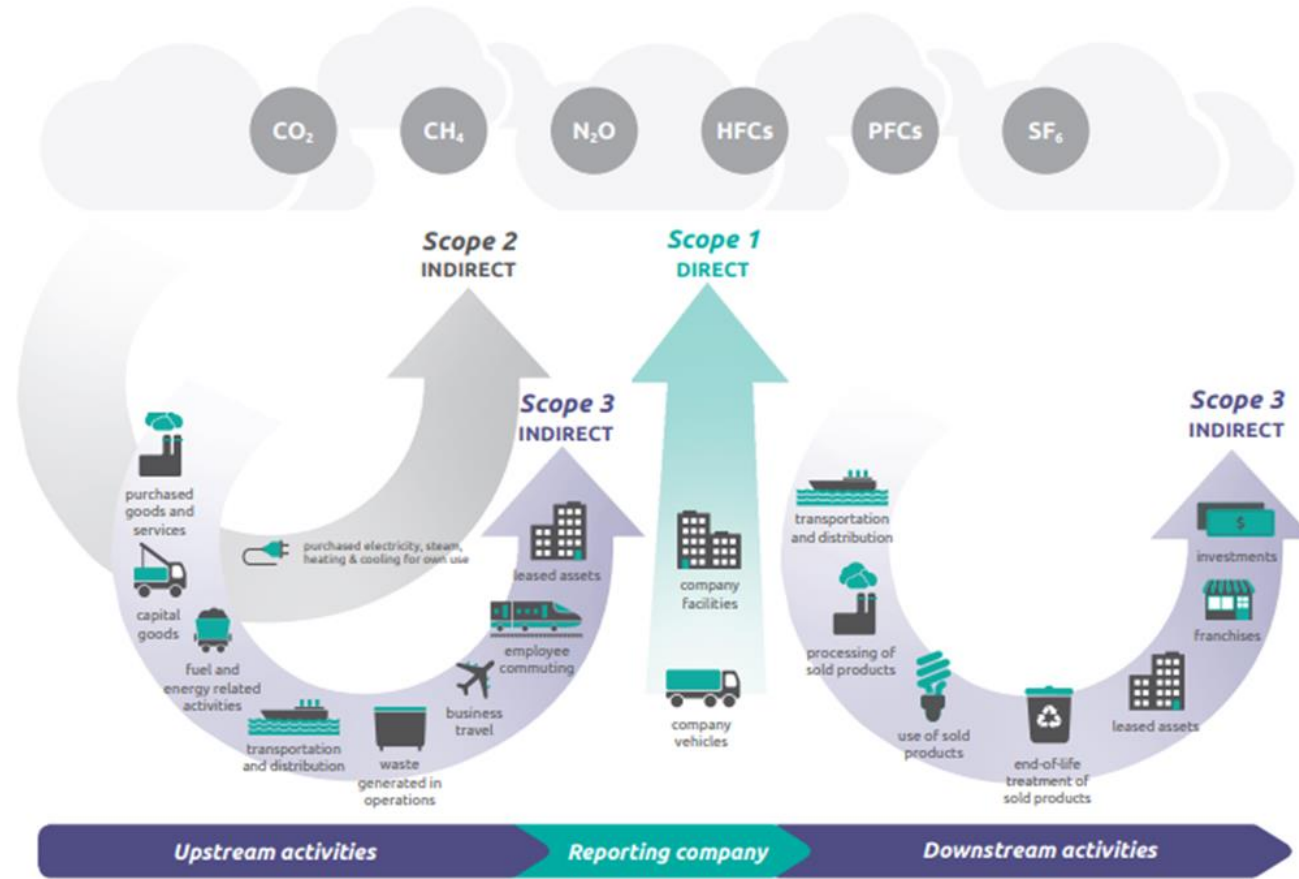 CO₂
CH₄
N₂O
HFCs
PFCs
SF₆
Scope 2
INDIRECT
Scope 1
DIRECT
Scope 3
INDIRECT
Scope 3
INDIRECT
purchased
goods and
services
capital
goods
fuel and
energy related
activities
transportation
and distribution
waste
generated in
operations
business
travel
employee
commuting
leased assets
purchased electricity, steam,
heating & cooling for own use
company
facilities
company
vehicles
transportation
and distribution
processing of
sold products
use of sold
products
end-of-life
treatment of
sold products
leased assets
franchises
$
investments
Upstream activities
Reporting company
Downstream activities